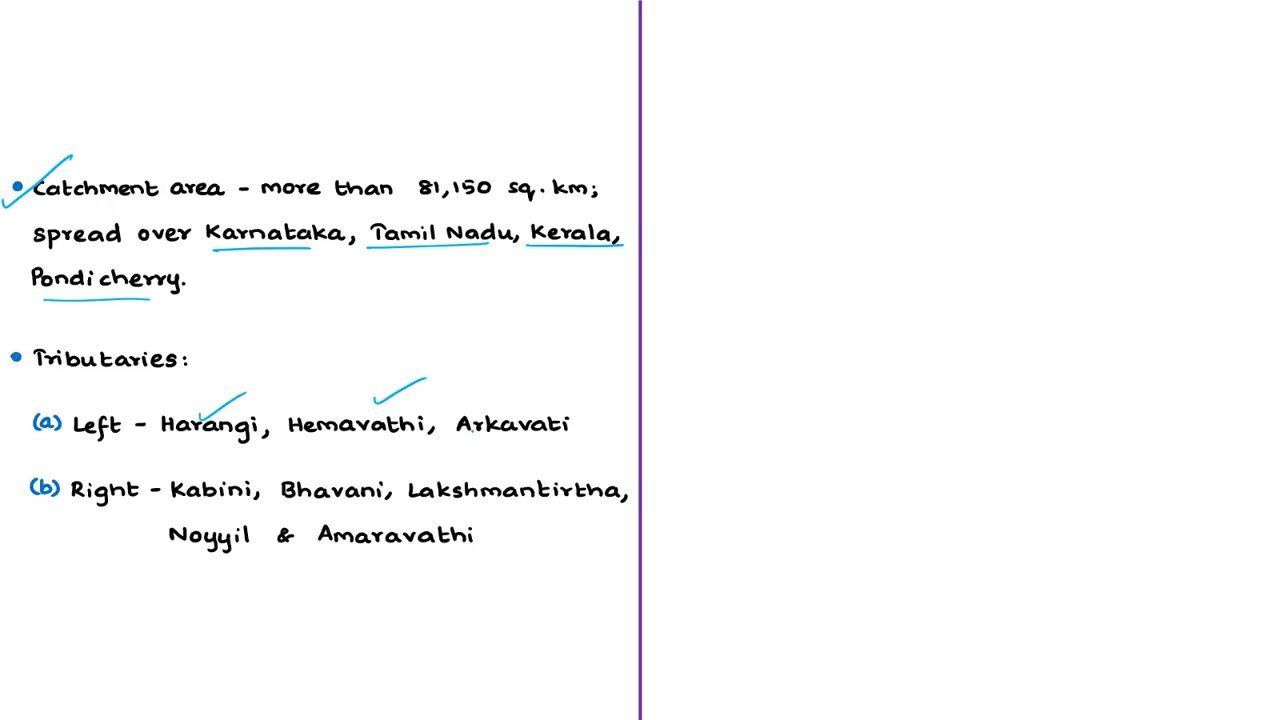 • Catchment area - more than 81,150 sq. km;
spread over Karnataka, Tamil Nadu, Kerala,
Pondicherry.
• Tributaries:
(a) Left - Harangi, Hemavathi, Arkavati
(b) Right - Kabini, Bhavani, Lakshmantirtha,
Noyyil & Amaravathi